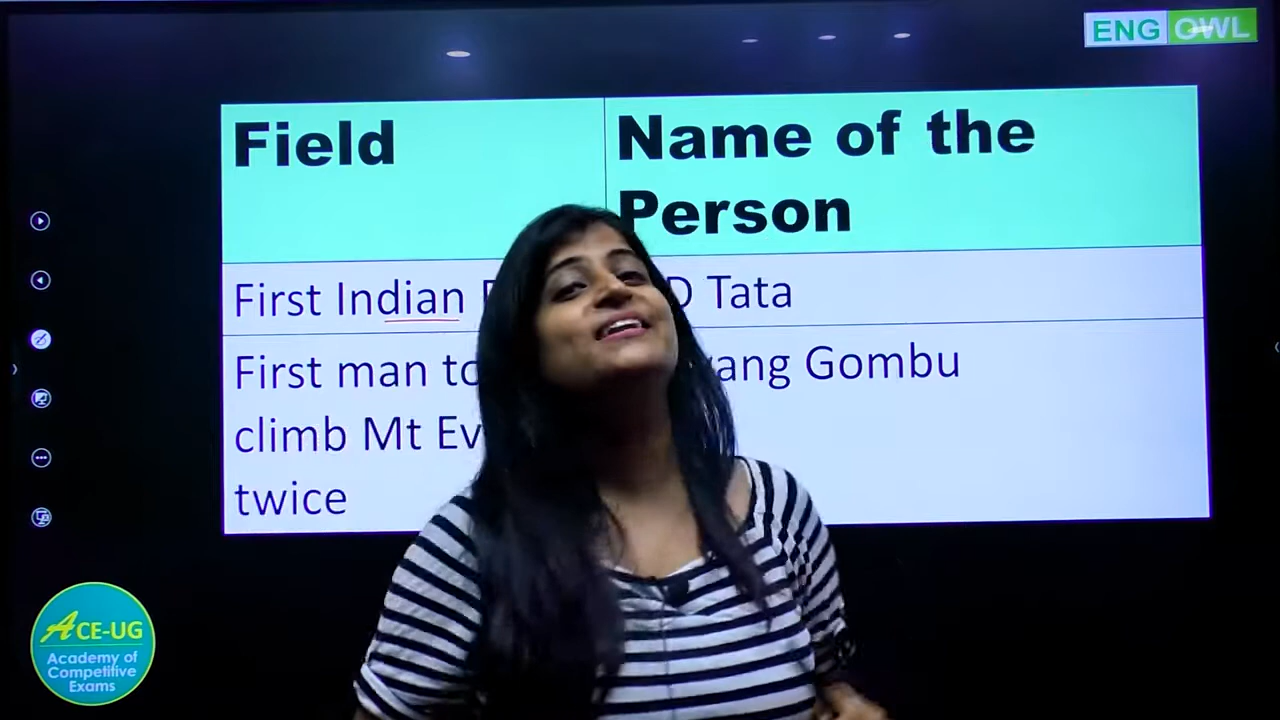 ENG OWL
Field
Name of the
Person
First Indian
D Tata
First man to
ang Gombu
climb Mt Ev
twice
ACE-UG
Academy of
Competitive
Exams